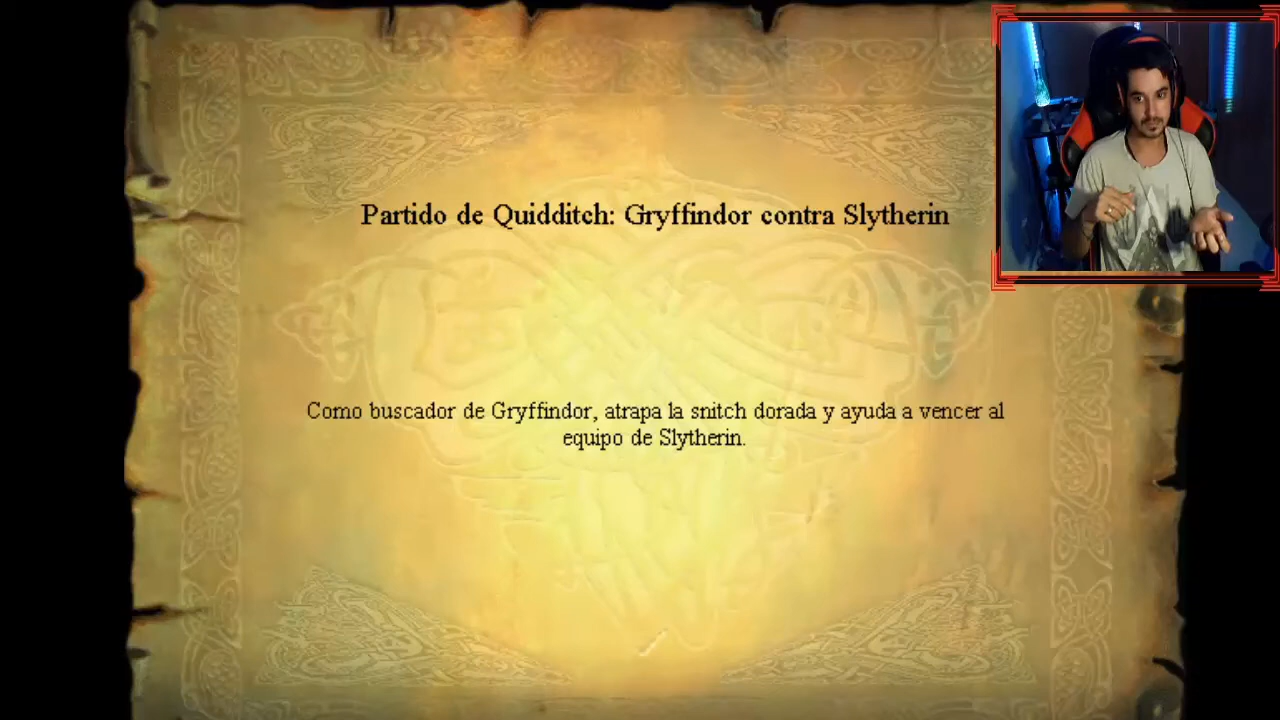 Partido de Quidditch: Gryffindor contra Slytherin
Como buscador de Gryffindor, atrapa la snitch dorada y ayuda a vencer al
equipo de Slytherin.